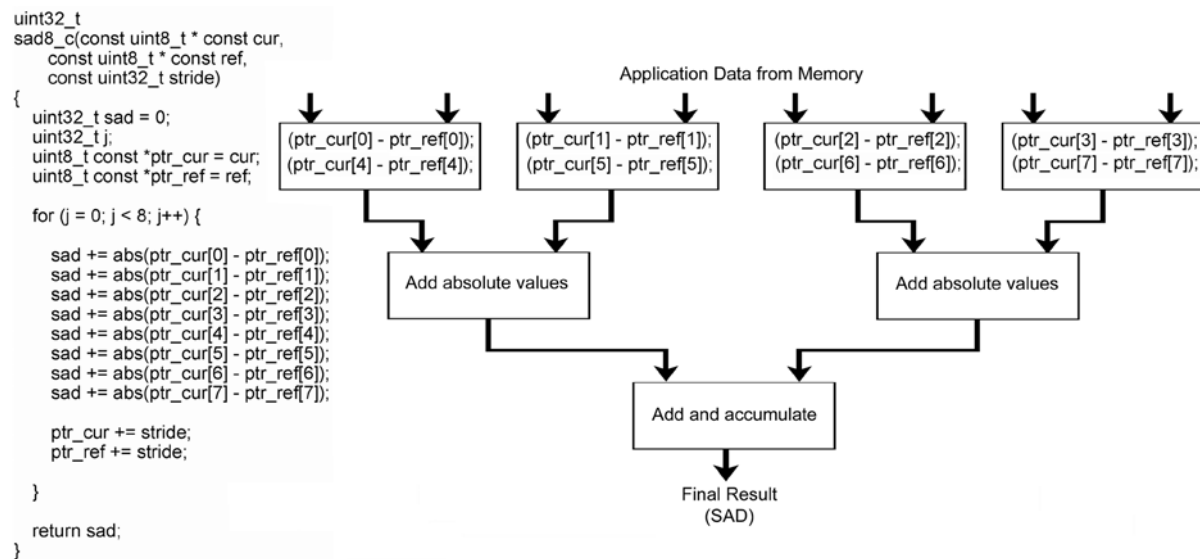 uint32_t
sad8_c(const uint8_t * const cur,
const uint8_t * const ref,
const uint32_t stride)
{
uint32_t sad = 0;
uint32_t j;
uint8_t const *ptr_cur = cur;
uint8_t const *ptr_ref = ref;
for (j = 0; j < 8; j++) {
sad += abs(ptr_cur[0] - ptr_ref[0]);
sad += abs(ptr_cur[1] - ptr_ref[1]);
sad += abs(ptr_cur[2] - ptr_ref[2]);
sad += abs(ptr_cur[3] - ptr_ref[3]);
sad += abs(ptr_cur[4] - ptr_ref[4]);
sad += abs(ptr_cur[5] - ptr_ref[5]);
sad += abs(ptr_cur[6] - ptr_ref[6]);
sad += abs(ptr_cur[7] - ptr_ref[7]);
ptr_cur += stride;
ptr_ref += stride;
}
return sad;
}
Application Data from Memory
(ptr_cur[0] - ptr_ref[0]);
(ptr_cur[4] - ptr_ref[4]);
(ptr_cur[1] - ptr_ref[1]);
(ptr_cur[5] - ptr_ref[5]);
(ptr_cur[2] - ptr_ref[2]);
(ptr_cur[6] - ptr_ref[6]);
(ptr_cur[3] - ptr_ref[3]);
(ptr_cur[7] - ptr_ref[7]);
Add absolute values
Add absolute values
Add and accumulate
Final Result
(SAD)